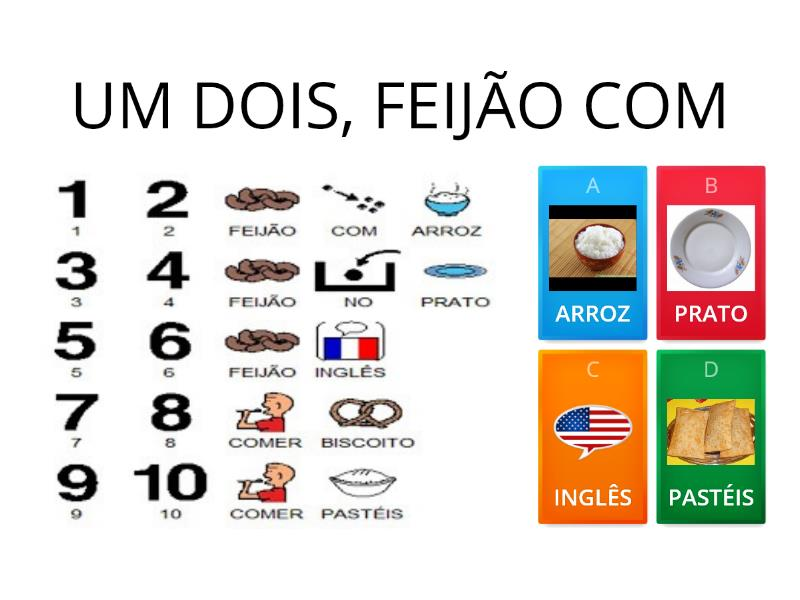 UM DOIS, FEIJÃO COM
1 2
1 2 FEIJÃO COM ARROZ
3 4
3 4 FEIJÃO NO PRATO
5 6
5 6 FEIJÃO INGLÊS
7 8
7 8 COMER BISCOITO
9 10
9 10 COMER PASTÉIS
A
ARROZ
B
PRATO
C
INGLÊS
D
PASTÉIS